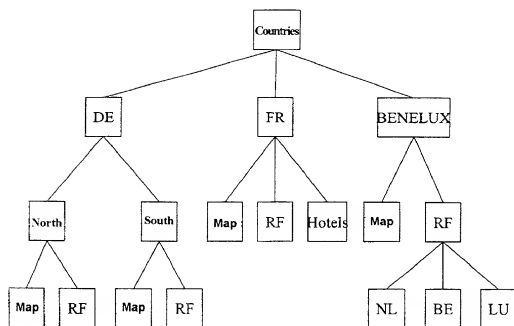 Countries
DE
FR
BENELUX
North
South
Map
RF
Hotels
Map
RF
Map
RF
Map
RF
NL
BE
LU